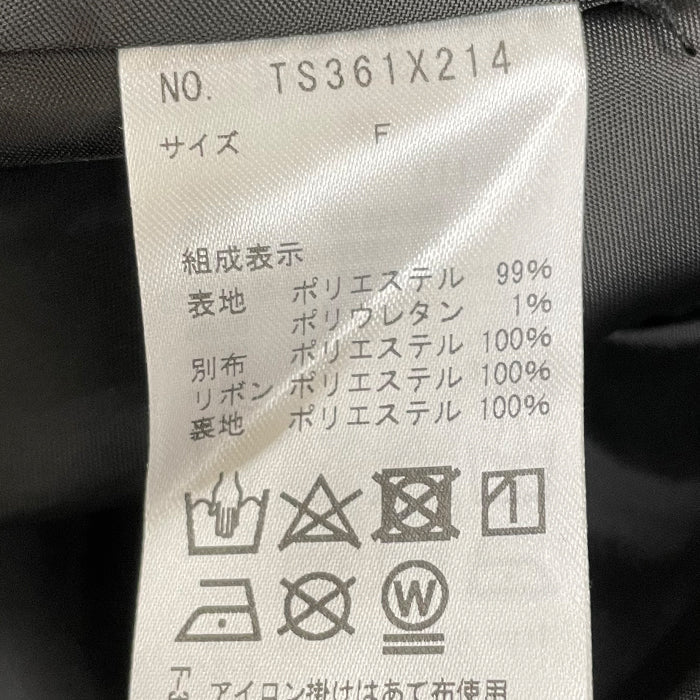 NO. TS361X214
サイズ F
組成表示
表地 ポリエステル 99%
ポリウレタン 1%
別布 ポリエステル 100%
リボン ポリエステル 100%
裏地 ポリエステル 100%
W
アイロン掛けはあて布使用